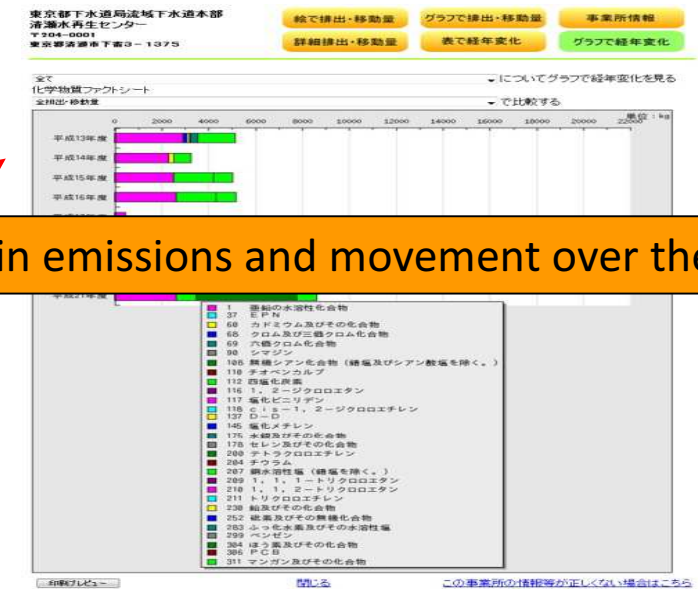 東京都下水道局流域下水道本部
清瀬水再生センター
〒204-0001
東京都清瀬市下宿3-1375
絵で排出・移動量 グラフで排出・移動量 事業所情報
詳細排出・移動量 表で経年変化 グラフで経年変化
全て についてグラフで経年変化を見る
化学物質ファクトシート
全排出・移動量 で比較する
単位：kg
0 2000 4000 6000 8000 10000 12000 14000 16000 18000 20000 22000
平成13年度
平成14年度
平成15年度
平成16年度
in emissions and movement over the
平成21年度
1 亜鉛の水溶性化合物
37 EPN
60 カドミウム及びその化合物
68 クロム及び三価クロム化合物
69 六価クロム化合物
90 シマジン
108 無機シアン化合物（錯塩及びシアン酸塩を除く。）
110 チオベンカルブ
112 四塩化炭素
116 1，2－ジクロロエタン
117 塩化ビニリデン
118 cis－1，2－ジクロロエチレン
137 D－D
145 塩化メチレン
175 水銀及びその化合物
178 セレン及びその化合物
200 テトラクロロエチレン
204 チウラム
207 銅水溶性塩（錯塩を除く。）
209 1，1，1－トリクロロエタン
210 1，1，2－トリクロロエタン
211 トリクロロエチレン
230 鉛及びその化合物
252 砒素及びその無機化合物
283 ふっ化水素及びその水溶性塩
299 ベンゼン
304 ほう素及びその化合物
306 PCB
311 マンガン及びその化合物
印刷プレビュー 閉じる この事業所の情報等が正しくない場合はこちら